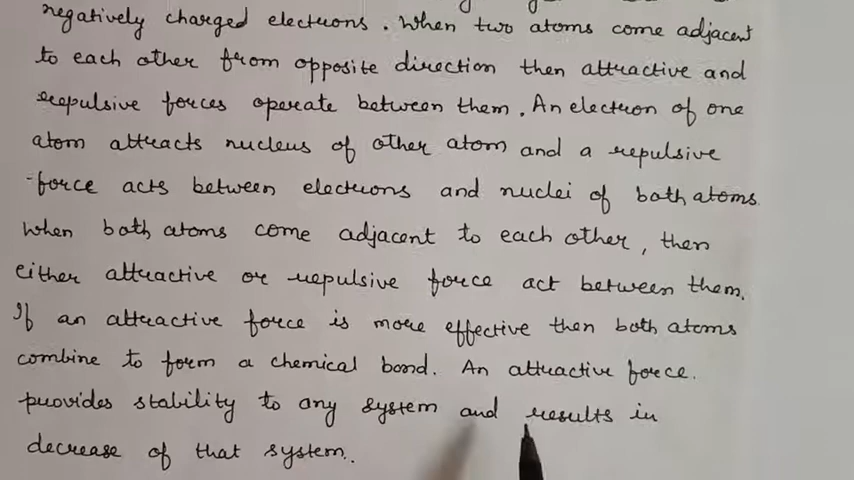 negatively charged electrons. When two atoms come adjacent
to each other from opposite direction then attractive and
repulsive forces operate between them. An electron of one
atom attracts nucleus of other atom and a repulsive
force acts between electrons and nuclei of both atoms.
When both atoms come adjacent to each other, then
either attractive or repulsive force act between them.
If an attractive force is more effective then both atoms
combine to form a chemical bond. An attractive force.
provides stability to any system and results in
decrease of that system.